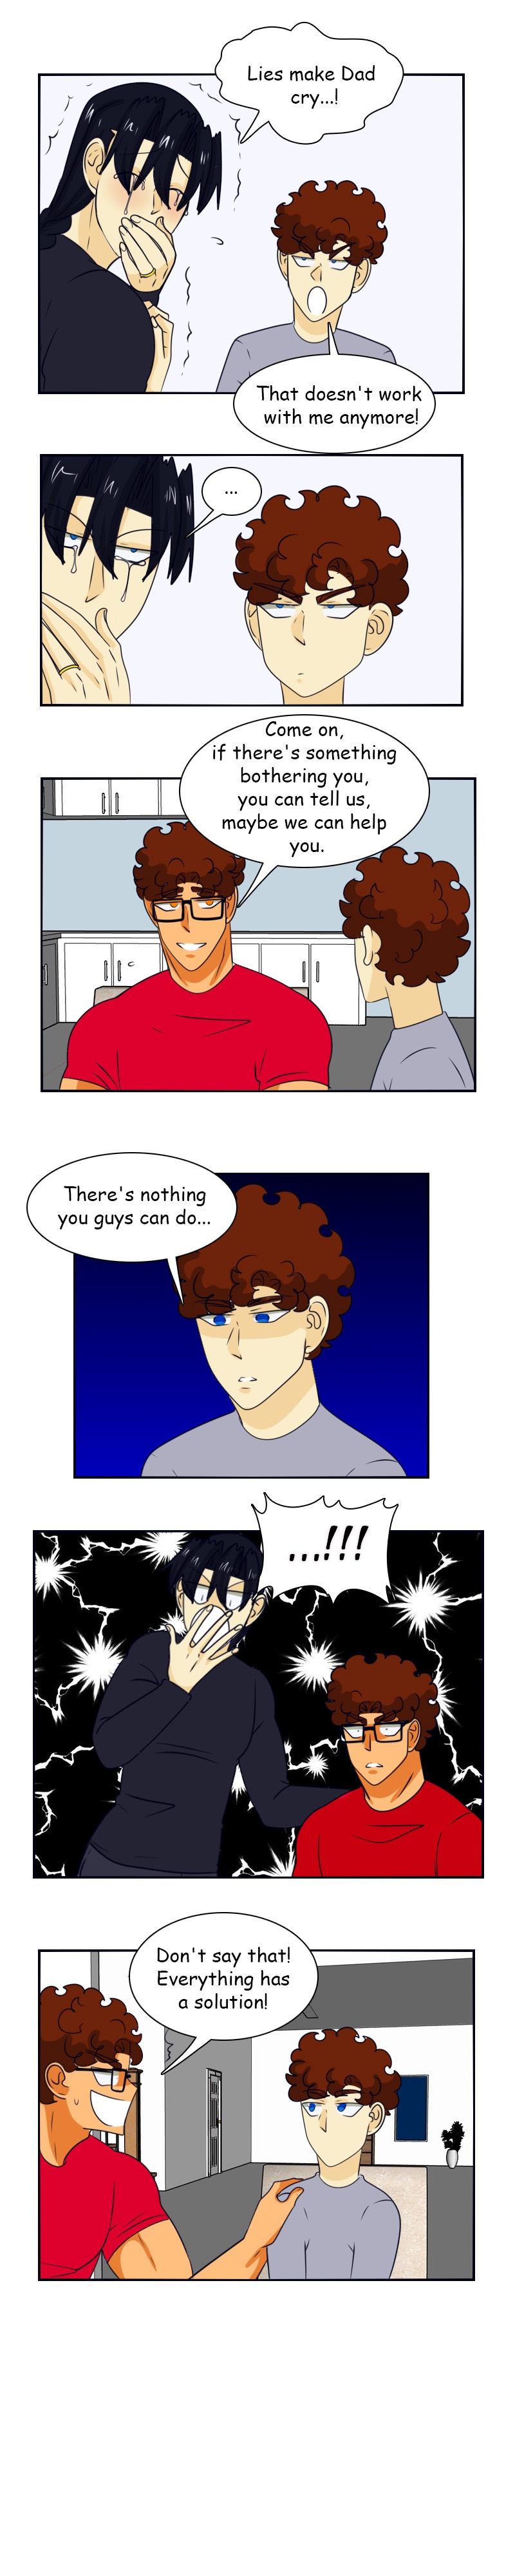 Lies make Dad
cry...!
That doesn't work
with me anymore!
...
Come on,
if there's something
bothering you,
you can tell us,
maybe we can help
you.
There's nothing
you guys can do...
...!!!
Don't say that!
Everything has
a solution!